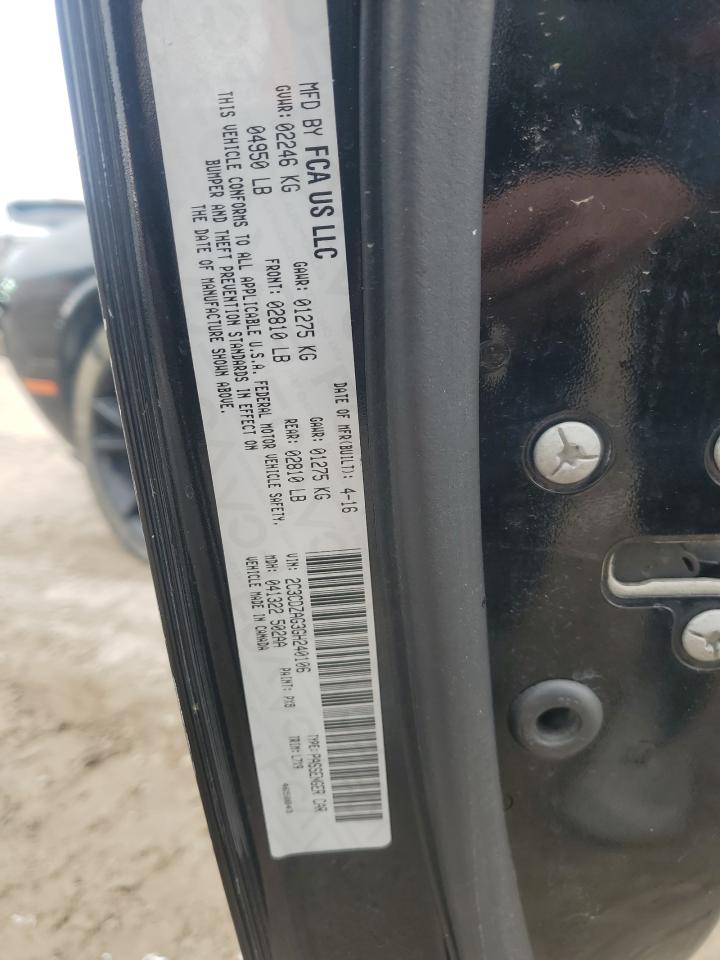 MFD BY FCA US LLC
DATE OF MFR(BUILT): 4-16
GVWR: 02246 KG
GAWR: 01275 KG
GAWR: 01275 KG
04950 LB
FRONT: 02810 LB
REAR: 02810 LB
THIS VEHICLE CONFORMS TO ALL APPLICABLE U.S.A. FEDERAL MOTOR VEHICLE SAFETY,
BUMPER AND THEFT PREVENTION STANDARDS IN EFFECT ON
THE DATE OF MANUFACTURE SHOWN ABOVE.
VIN: 2C3CDZAG3GH240106
TYPE: PASSENGER CAR
MDH: 041322 502AA
PAINT: PX8
TRIM: L7X9
VEHICLE MADE IN CANADA